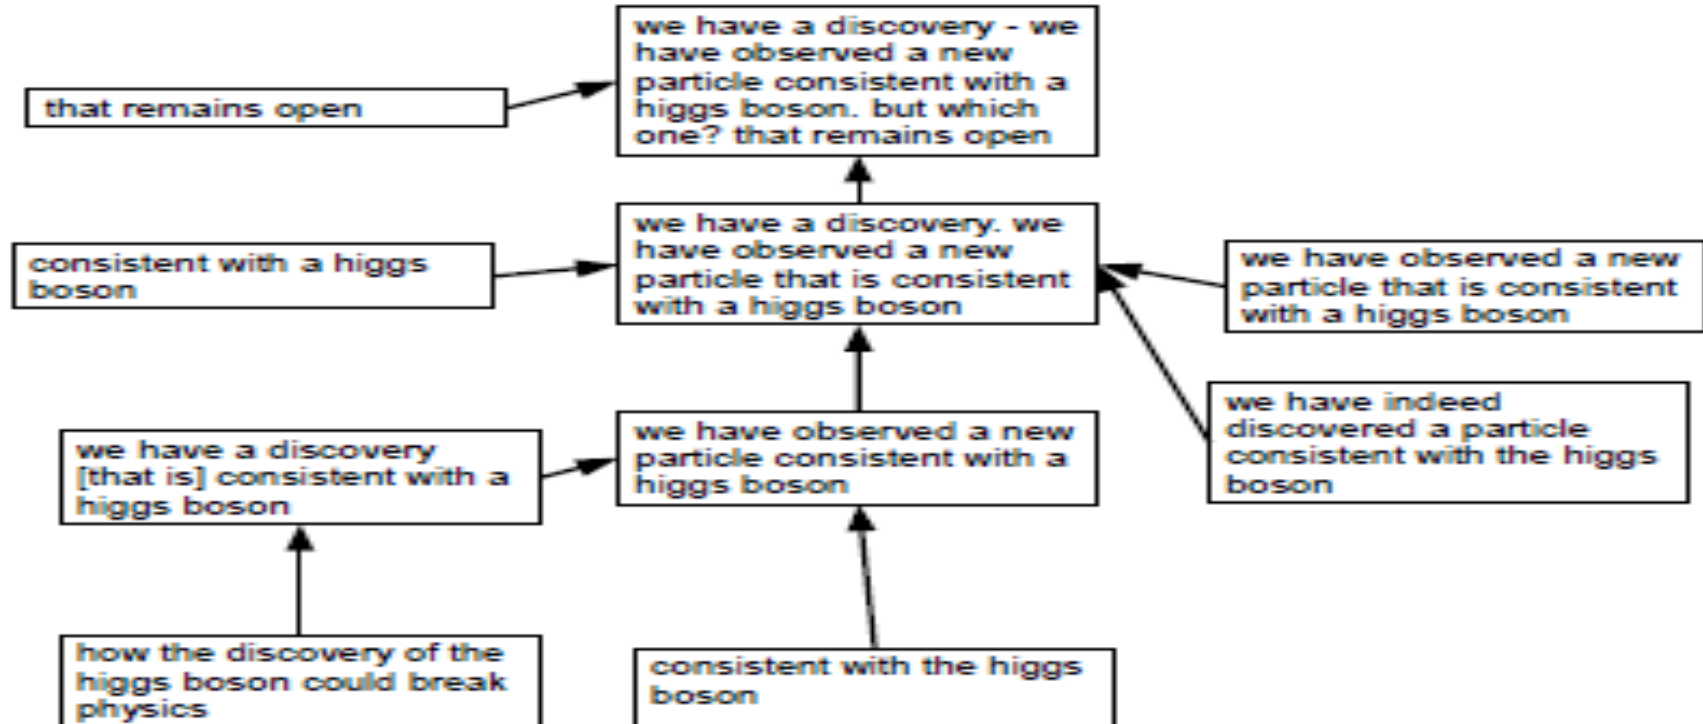 we have a discovery - we
have observed a new
particle consistent with a
higgs boson. but which
one? that remains open
that remains open
we have a discovery. we
have observed a new
particle that is consistent
with a higgs boson
consistent with a higgs
boson
we have observed a new
particle that is consistent
with a higgs boson
we have indeed
discovered a particle
consistent with the higgs
boson
we have observed a new
particle consistent with a
higgs boson
we have a discovery
[that is] consistent with a
higgs boson
how the discovery of the
higgs boson could break
physics
consistent with the higgs
boson